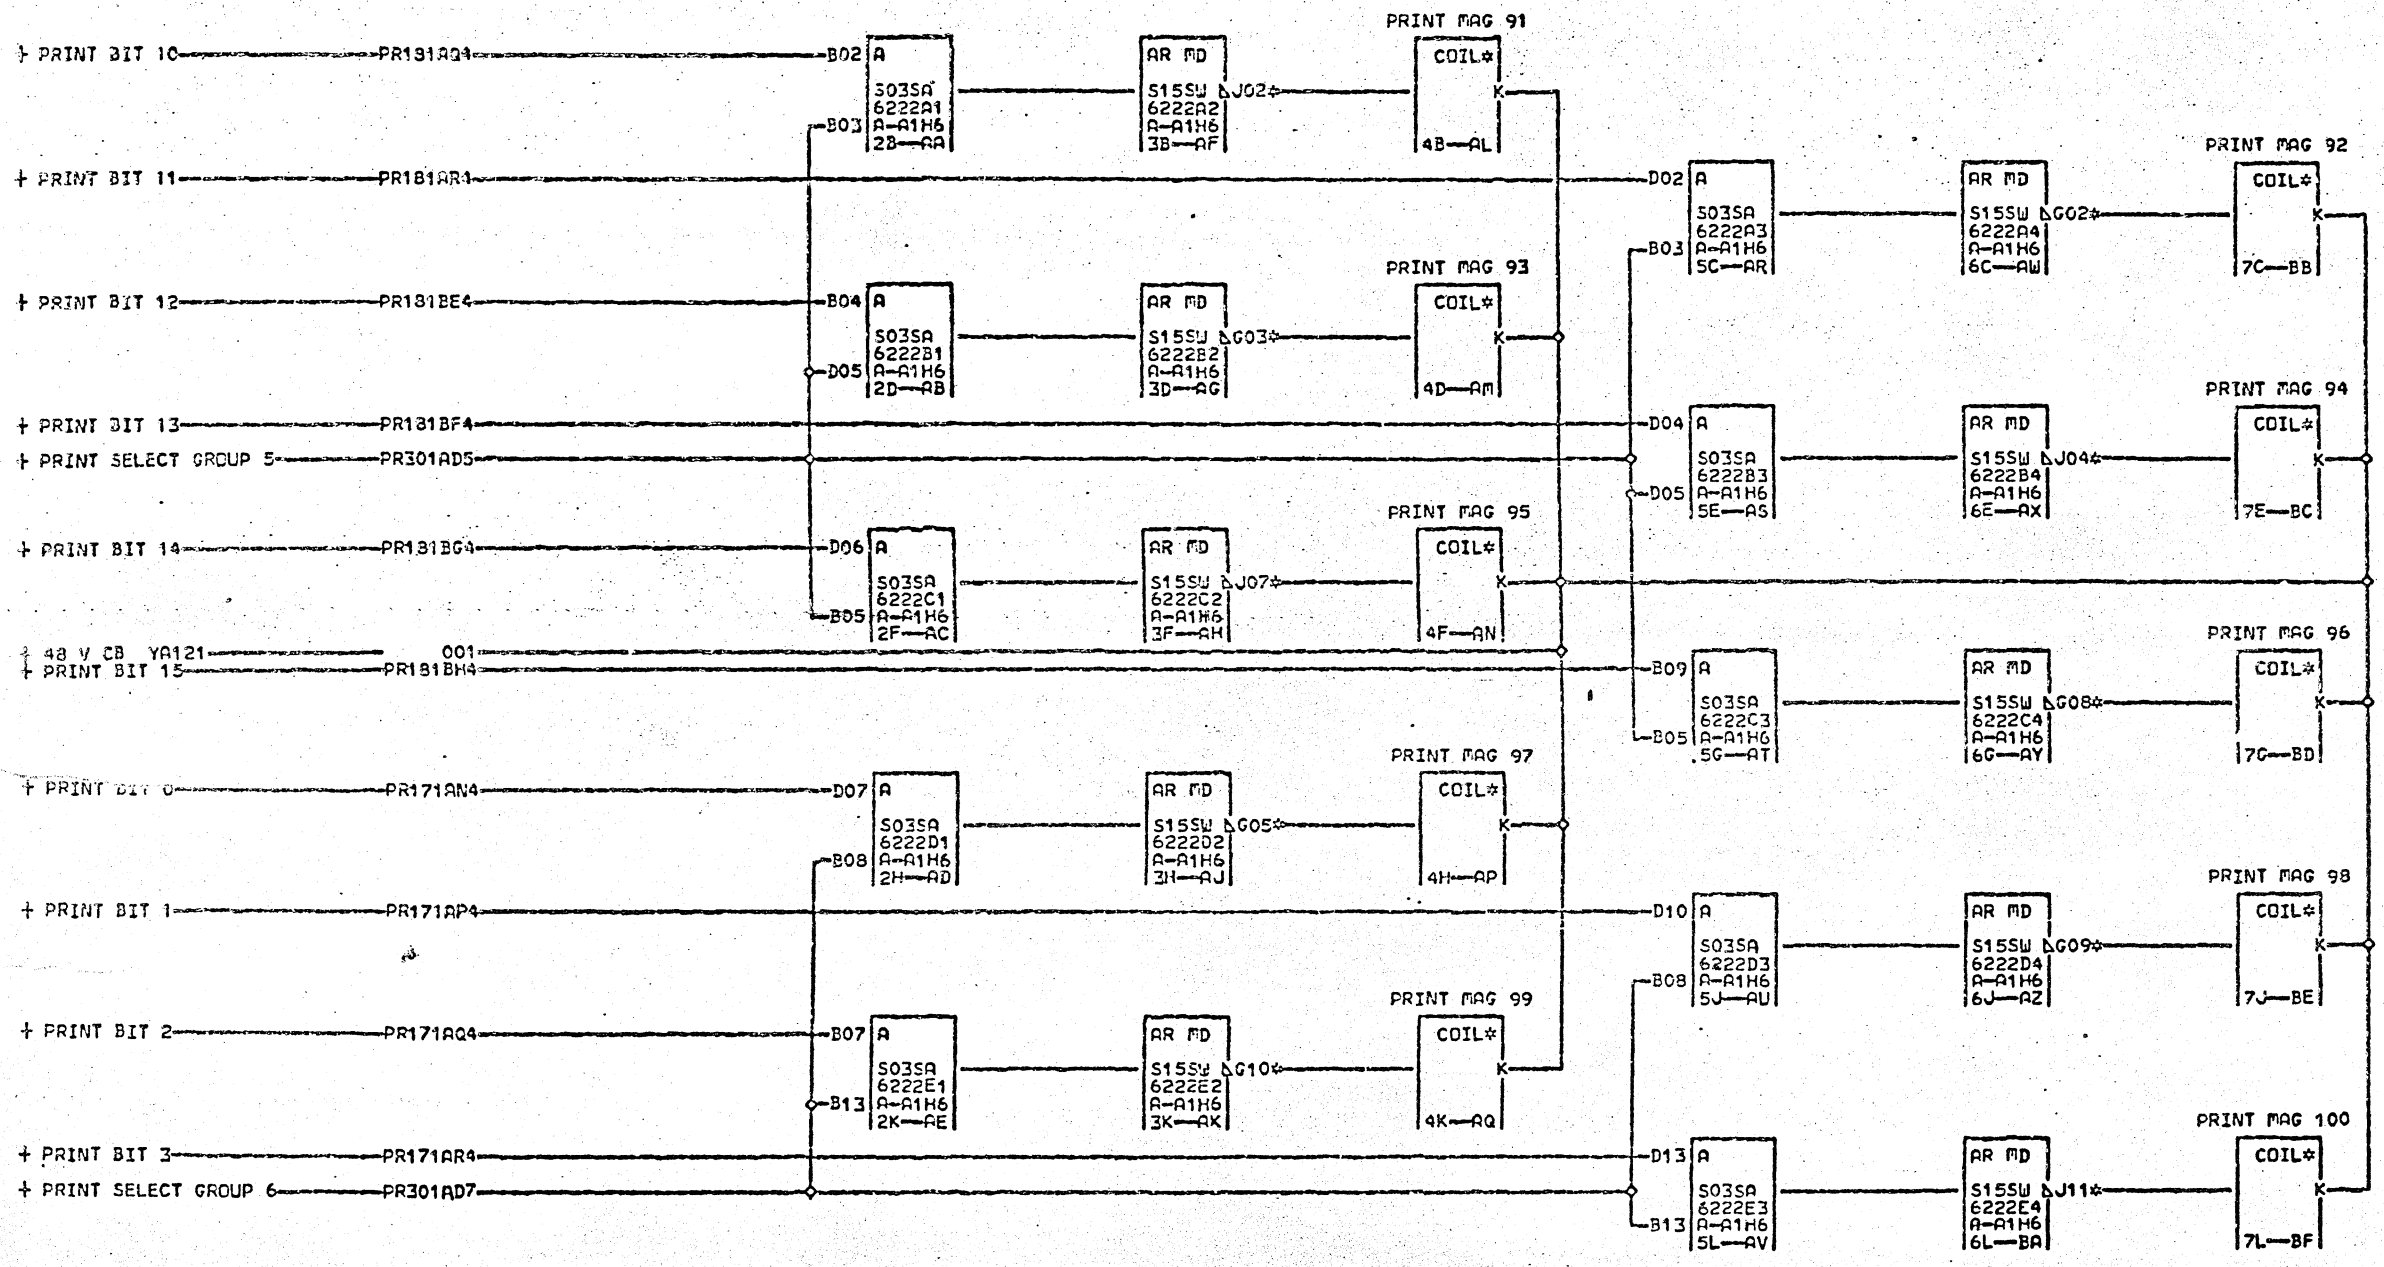 PRINT MAG 91
+ PRINT BIT 10 PR181AQ4 B02 A AR MD COIL*
S03SA S15SW J02* K
6222A1 6222A2
B03 A-A1H6 A-A1H6
2B—AA 3B—AF 4B—AL
PRINT MAG 92
+ PRINT BIT 11 PR181AR4 D02 A AR MD COIL*
S03SA S15SW G02* K
6222A3 6222A4
B03 A-A1H6 A-A1H6
5C—AR 6C—AW 7C—BB
PRINT MAG 93
+ PRINT BIT 12 PR181BE4 B04 A AR MD COIL*
S03SA S15SW G03* K
6222B1 6222B2
D05 A-A1H6 A-A1H6
2D—AB 3D—AG 4D—AM
PRINT MAG 94
+ PRINT BIT 13 PR181BF4 D04 A AR MD COIL*
+ PRINT SELECT GROUP 5 PR301AD5 S03SA S15SW J04* K
6222B3 6222B4
D05 A-A1H6 A-A1H6
5E—AS 6E—AX 7E—BC
PRINT MAG 95
+ PRINT BIT 14 PR181BG4 D06 A AR MD COIL*
S03SA S15SW J07* K
6222C1 6222C2
B05 A-A1H6 A-A1H6
2F—AC 3F—AH 4F—AN
PRINT MAG 96
+ 48 V CB YA121 001
+ PRINT BIT 15 PR181BH4 B09 A AR MD COIL*
S03SA S15SW G08* K
6222C3 6222C4
B05 A-A1H6 A-A1H6
5G—AT 6G—AY 7G—BD
PRINT MAG 97
+ PRINT BIT 0 PR171AN4 D07 A AR MD COIL*
S03SA S15SW G05* K
6222D1 6222D2
B08 A-A1H6 A-A1H6
2H—AD 3H—AJ 4H—AP
PRINT MAG 98
+ PRINT BIT 1 PR171AP4 D10 A AR MD COIL*
S03SA S15SW G09* K
6222D3 6222D4
B08 A-A1H6 A-A1H6
5J—AU 6J—AZ 7J—BE
PRINT MAG 99
+ PRINT BIT 2 PR171AQ4 B07 A AR MD COIL*
S03SA S15SW G10* K
6222E1 6222E2
B13 A-A1H6 A-A1H6
2K—AE 3K—AK 4K—AQ
PRINT MAG 100
+ PRINT BIT 3 PR171AR4 D13 A AR MD COIL*
+ PRINT SELECT GROUP 6 PR301AD7 S03SA S15SW J11* K
6222E3 6222E4
B13 A-A1H6 A-A1H6
5L—AV 6L—BA 7L—BF